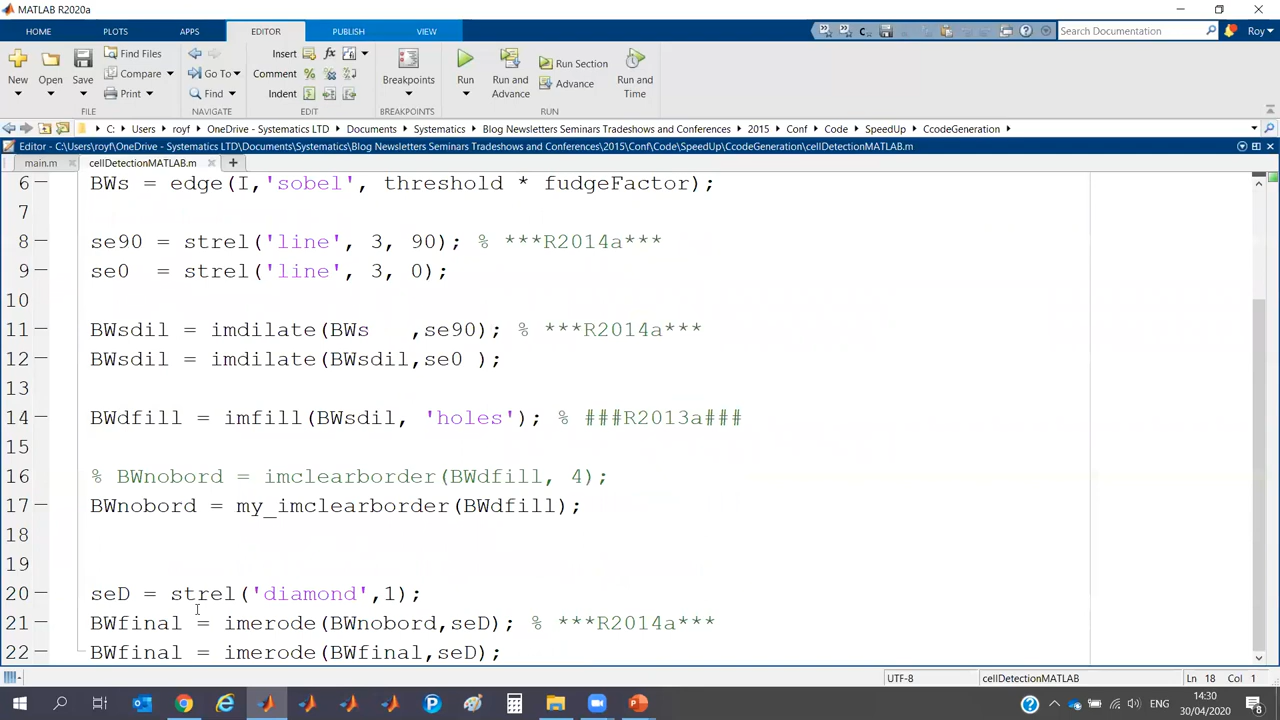 MATLAB R2020a
HOME PLOTS APPS EDITOR PUBLISH VIEW Search Documentation Roy
New Open Save Find Files Compare Print Go To Find Insert fx Comment % Indent Breakpoints Run Run and Advance Run Section Advance Run and Time
FILE NAVIGATE EDIT BREAKPOINTS RUN
C: Users royf OneDrive - Systematics LTD Documents Systematics Blog Newsletters Seminars Tradeshows and Conferences 2015 Conf Code SpeedUp CcodeGeneration
Editor - C:\Users\royf\OneDrive - Systematics LTD\Documents\Systematics\Blog Newsletters Seminars Tradeshows and Conferences\2015\Conf\Code\SpeedUp\CcodeGeneration\cellDetectionMATLAB.m
main.m cellDetectionMATLAB.m
6 BWs = edge(I,'sobel', threshold * fudgeFactor);
7
8 se90 = strel('line', 3, 90); % ***R2014a***
9 se0  = strel('line', 3, 0);
10
11 BWsdil = imdilate(BWs   ,se90); % ***R2014a***
12 BWsdil = imdilate(BWsdil,se0 );
13
14 BWdfill = imfill(BWsdil, 'holes'); % ###R2013a###
15
16 % BWnobord = imclearborder(BWdfill, 4);
17 BWnobord = my_imclearborder(BWdfill);
18
19
20 seD = strel('diamond',1);
21 BWfinal = imerode(BWnobord,seD); % ***R2014a***
22 BWfinal = imerode(BWfinal,seD);
UTF-8 cellDetectionMATLAB Ln 18 Col 1
ENG 14:30
30/04/2020 8